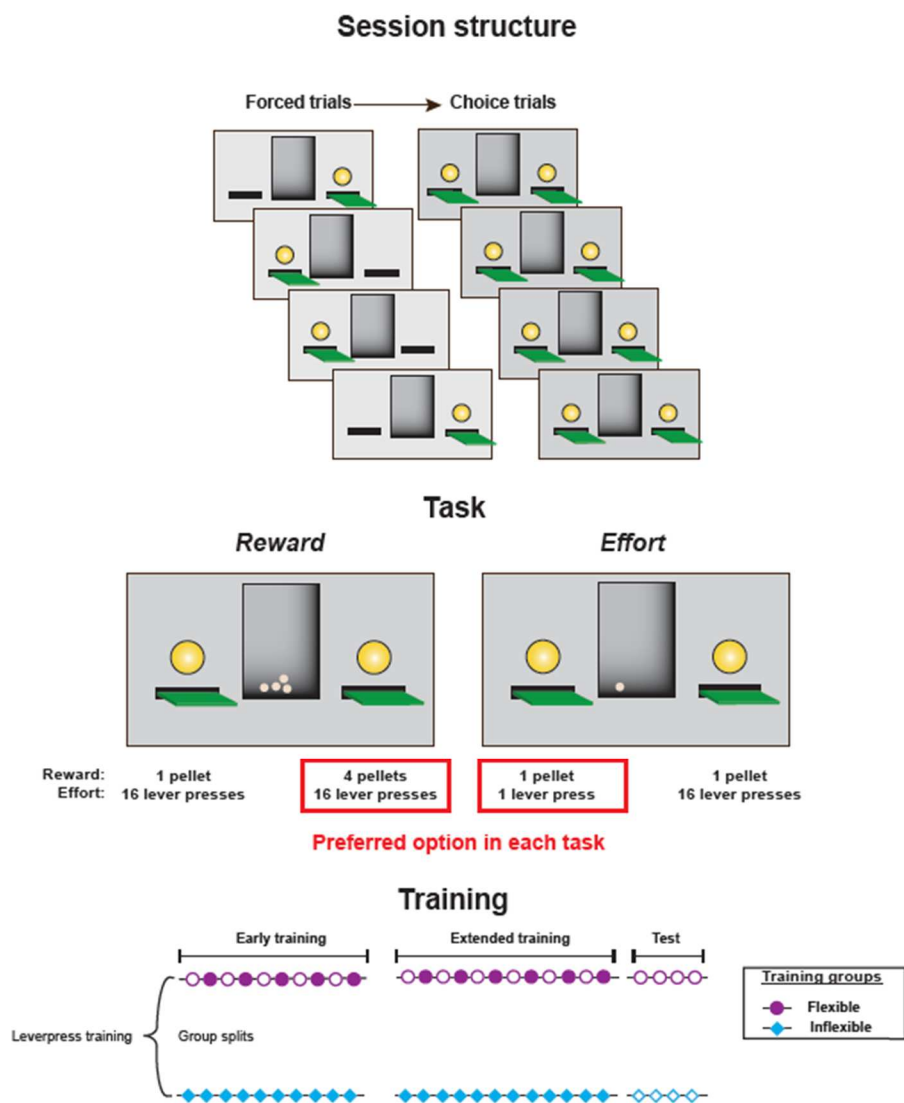 Session structure
Forced trials
Choice trials
Task
Reward
Effort
Reward: 1 pellet 4 pellets 1 pellet 1 pellet
Effort: 16 lever presses 16 lever presses 1 lever press 16 lever presses
Preferred option in each task
Training
Early training
Extended training
Test
Training groups
Flexible
Inflexible
Leverpress training
Group splits